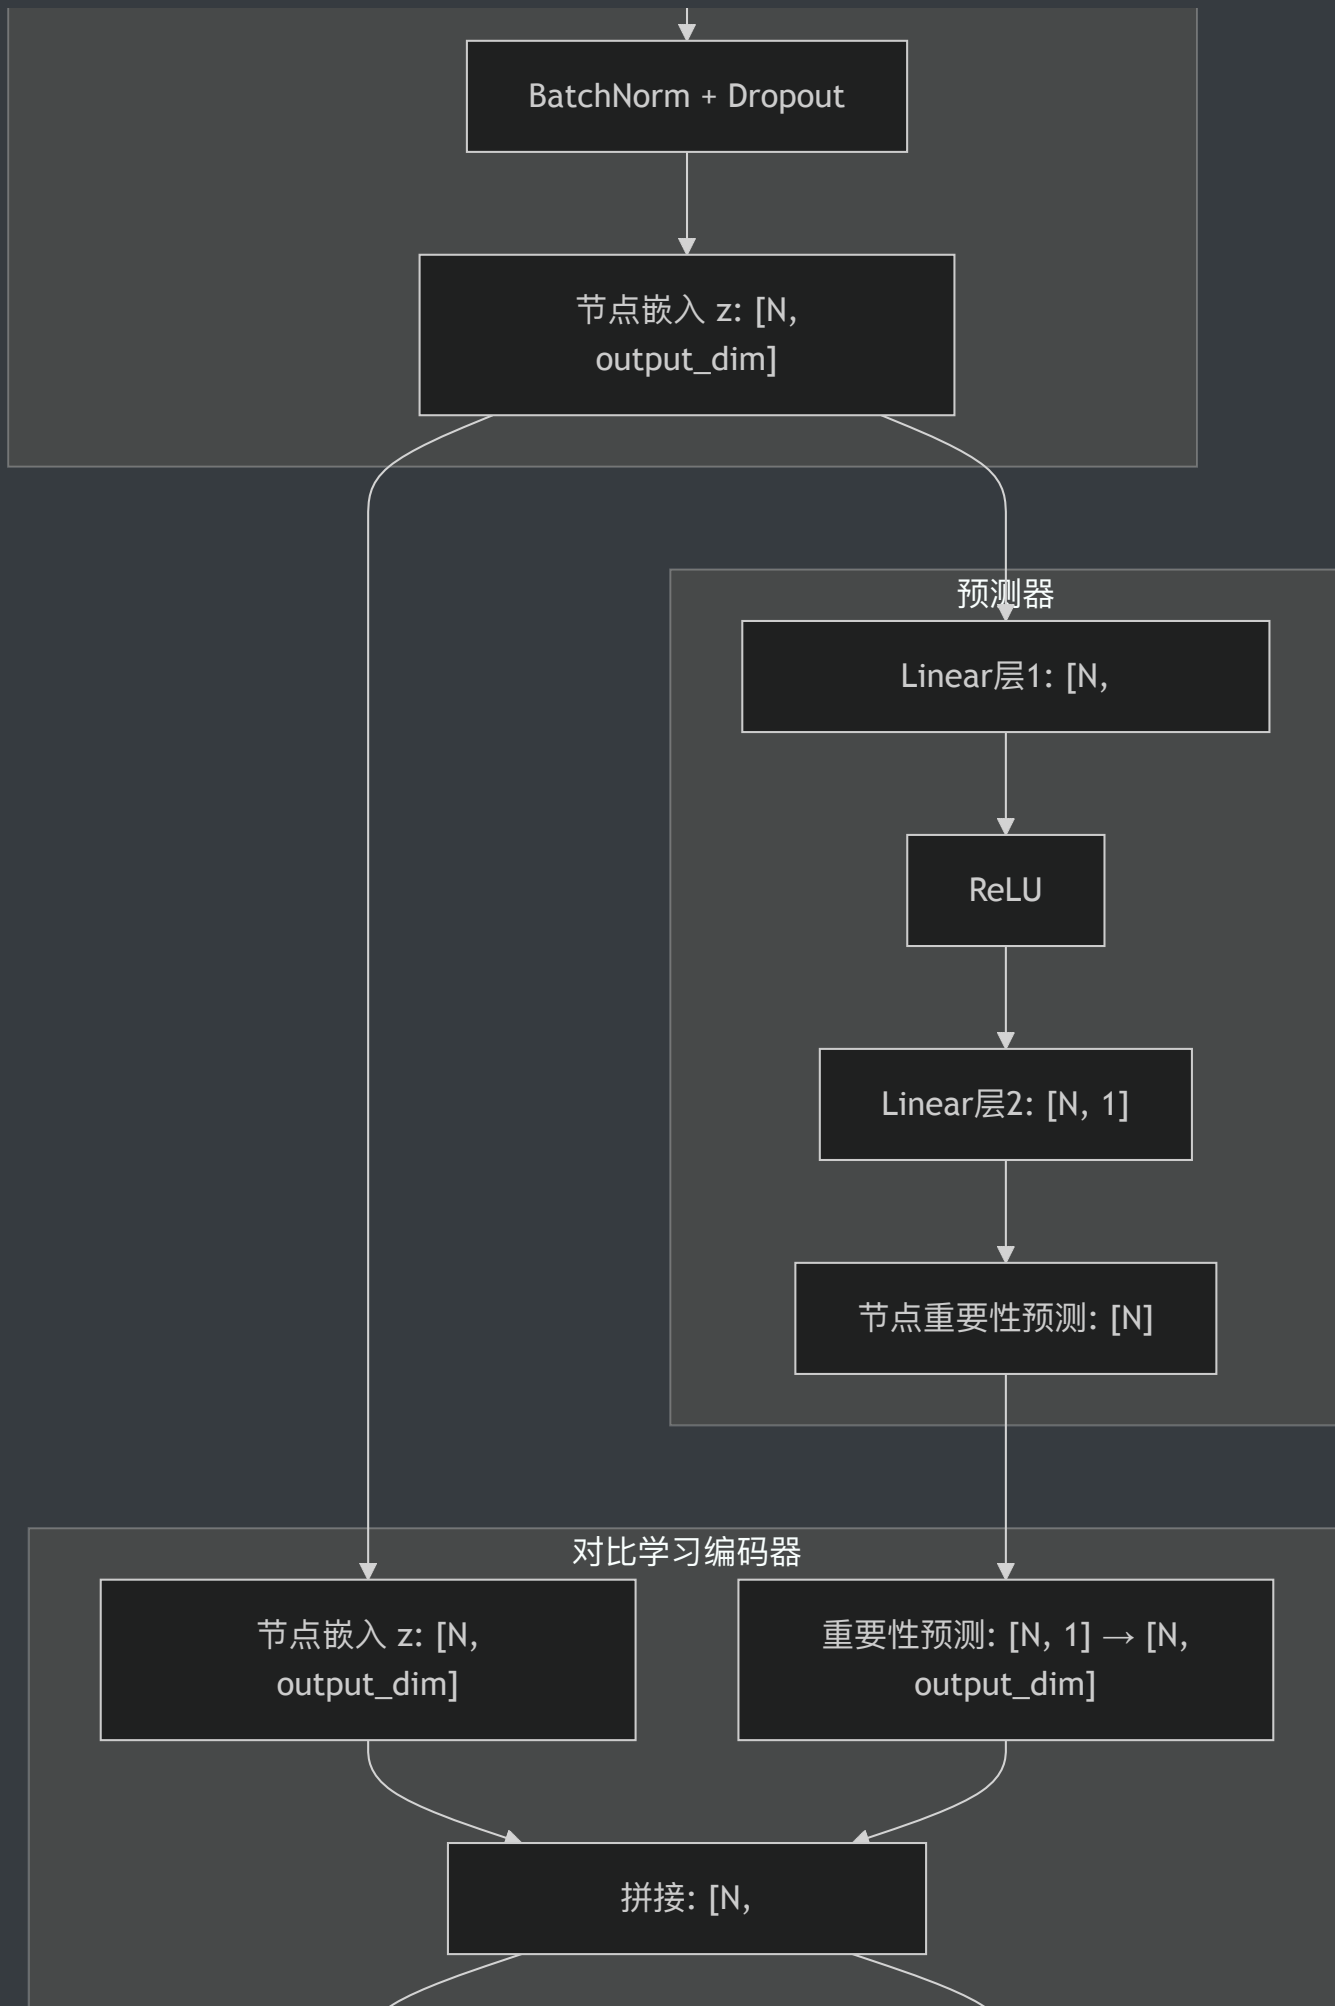 BatchNorm + Dropout
节点嵌入 z: [N,
output_dim]
预测器
Linear层1: [N,
ReLU
Linear层2: [N, 1]
节点重要性预测: [N]
对比学习编码器
节点嵌入 z: [N,
output_dim]
重要性预测: [N, 1] → [N,
output_dim]
拼接: [N,